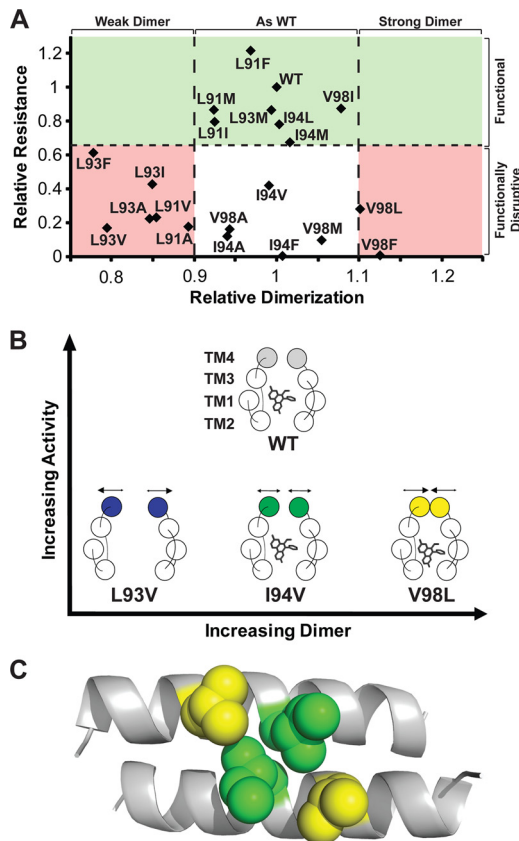 A
Weak Dimer
As WT
Strong Dimer
Relative Resistance
1.2
1
0.8
0.6
0.4
0.2
0
L91F
WT
L91M
V98I
L93M
I94L
L91I
I94M
L93F
L93I
I94V
L93A
L91V
V98A
V98L
L93V
L91A
I94A
I94F
V98M
V98F
0.8
0.9
1
1.1
1.2
Relative Dimerization
Functional
Functionally
Disruptive
B
Increasing Activity
TM4
TM3
TM1
TM2
WT
L93V
I94V
V98L
Increasing Dimer
C